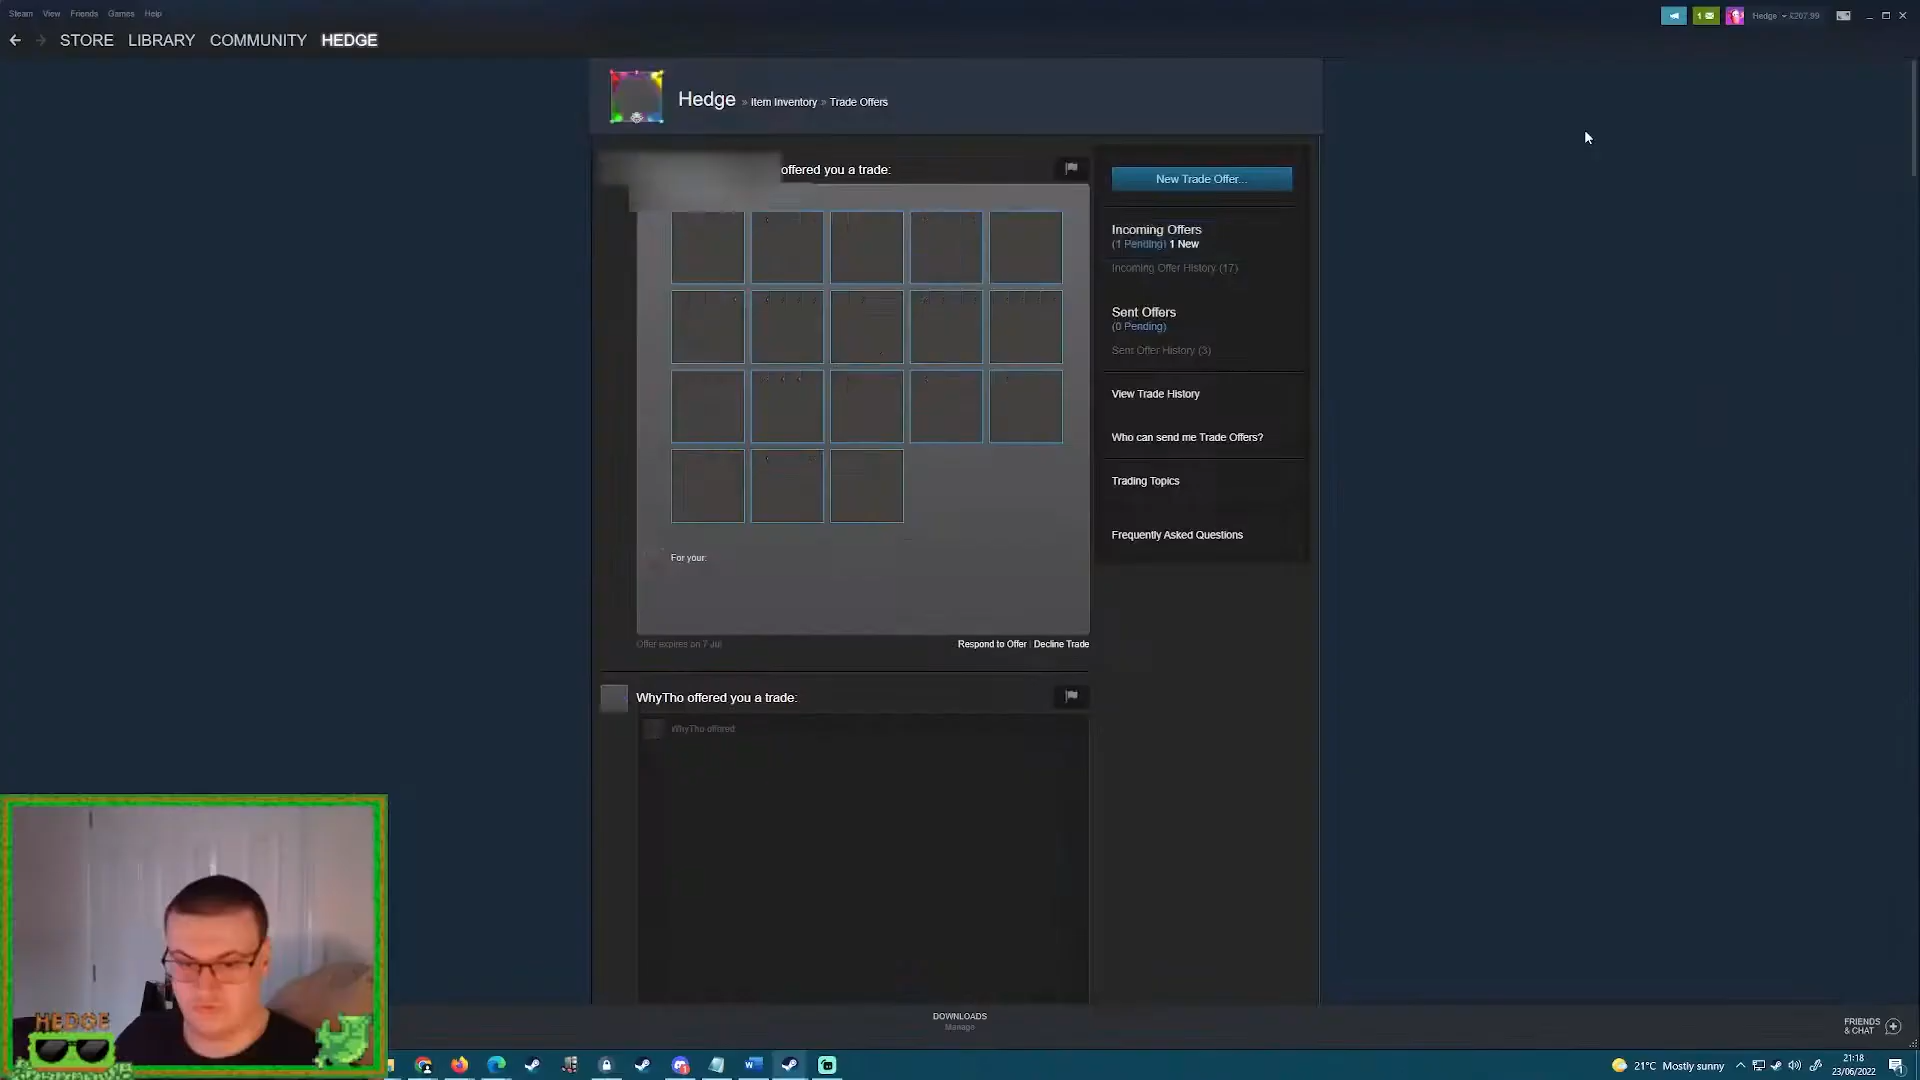 Steam View Friends Games Help
1
Hedge £207.99
STORE LIBRARY COMMUNITY HEDGE
Hedge » Item Inventory » Trade Offers
offered you a trade:
New Trade Offer...
Incoming Offers
(1 Pending) 1 New
Incoming Offer History (17)
Sent Offers
(0 Pending)
Sent Offer History (3)
View Trade History
Who can send me Trade Offers?
Trading Topics
Frequently Asked Questions
For your:
Offer expires on 7 Jul
Respond to Offer | Decline Trade
WhyTho offered you a trade:
WhyTho offered
HEDGE
DOWNLOADS
Manage
FRIENDS
& CHAT
21°C Mostly sunny
21:18
23/06/2022